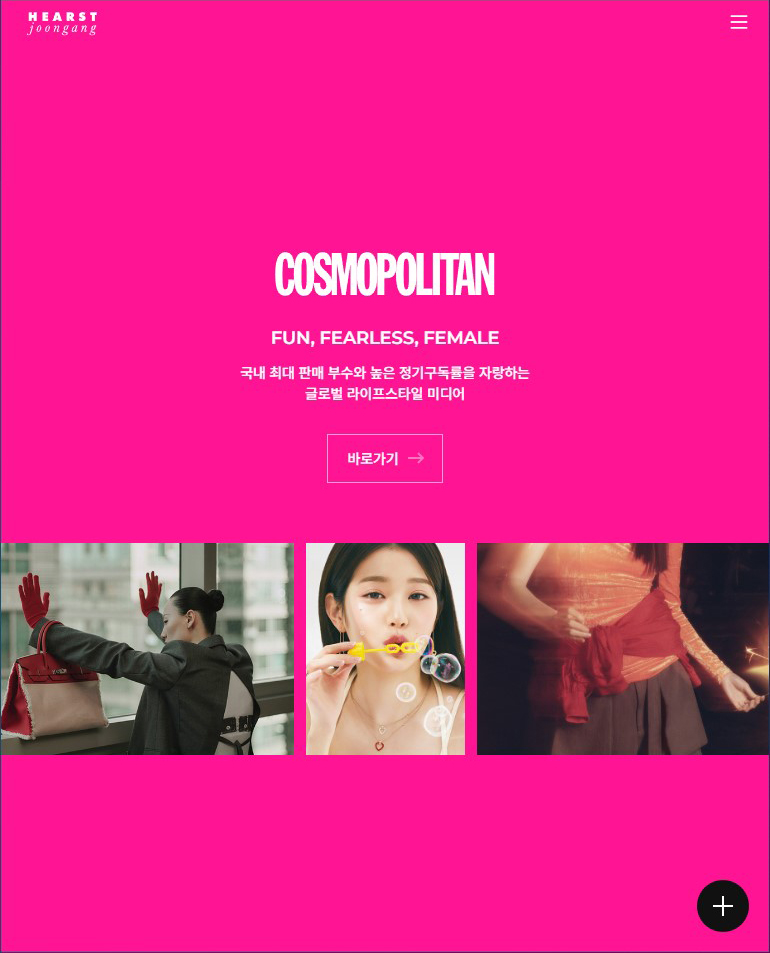 HEARST
joongang
COSMOPOLITAN
FUN, FEARLESS, FEMALE
국내 최대 판매 부수와 높은 정기구독률을 자랑하는
글로벌 라이프스타일 미디어
바로가기